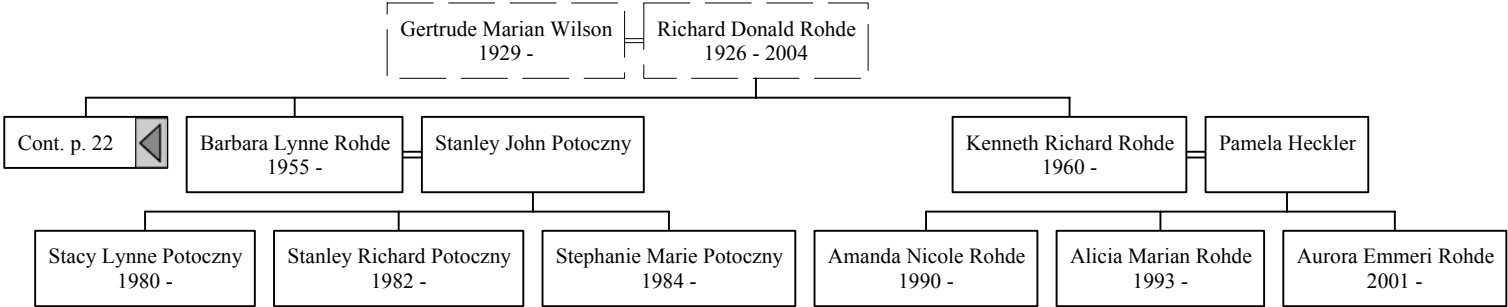 Gertrude Marian Wilson
1929 -
Richard Donald Rohde
1926 - 2004
Cont. p. 22
Barbara Lynne Rohde
1955 -
Stanley John Potoczny
Kenneth Richard Rohde
1960 -
Pamela Heckler
Stacy Lynne Potoczny
1980 -
Stanley Richard Potoczny
1982 -
Stephanie Marie Potoczny
1984 -
Amanda Nicole Rohde
1990 -
Alicia Marian Rohde
1993 -
Aurora Emmeri Rohde
2001 -